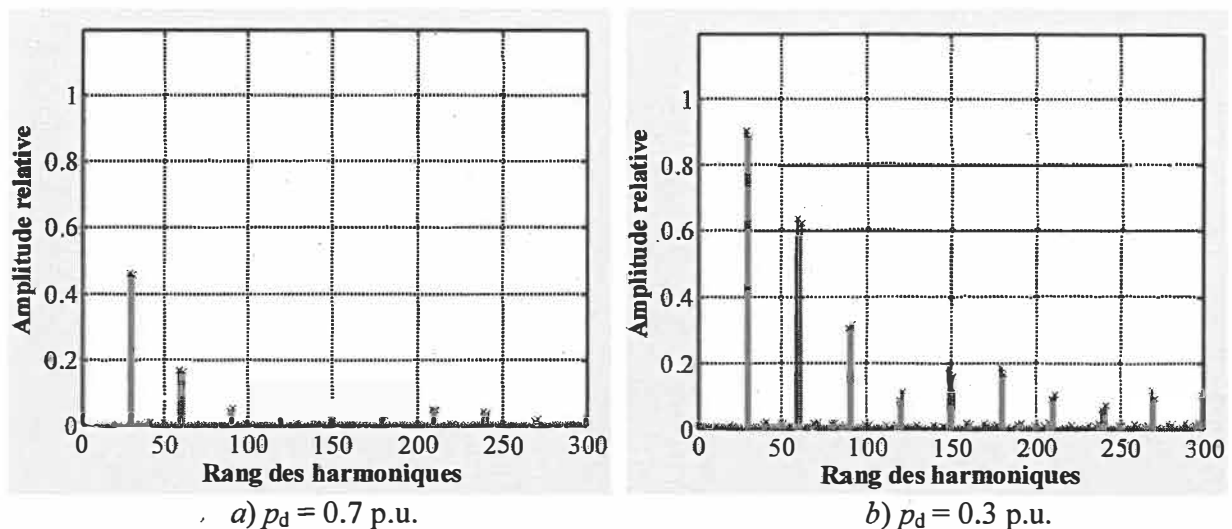 Amplitude relative
1
0.8
0.6
0.4
0.2
0
0 50 100 150 200 250 300
Rang des harmoniques
a) pd = 0.7 p.u.
Amplitude relative
1
0.8
0.6
0.4
0.2
0
0 50 100 150 200 250 300
Rang des harmoniques
b) pd = 0.3 p.u.